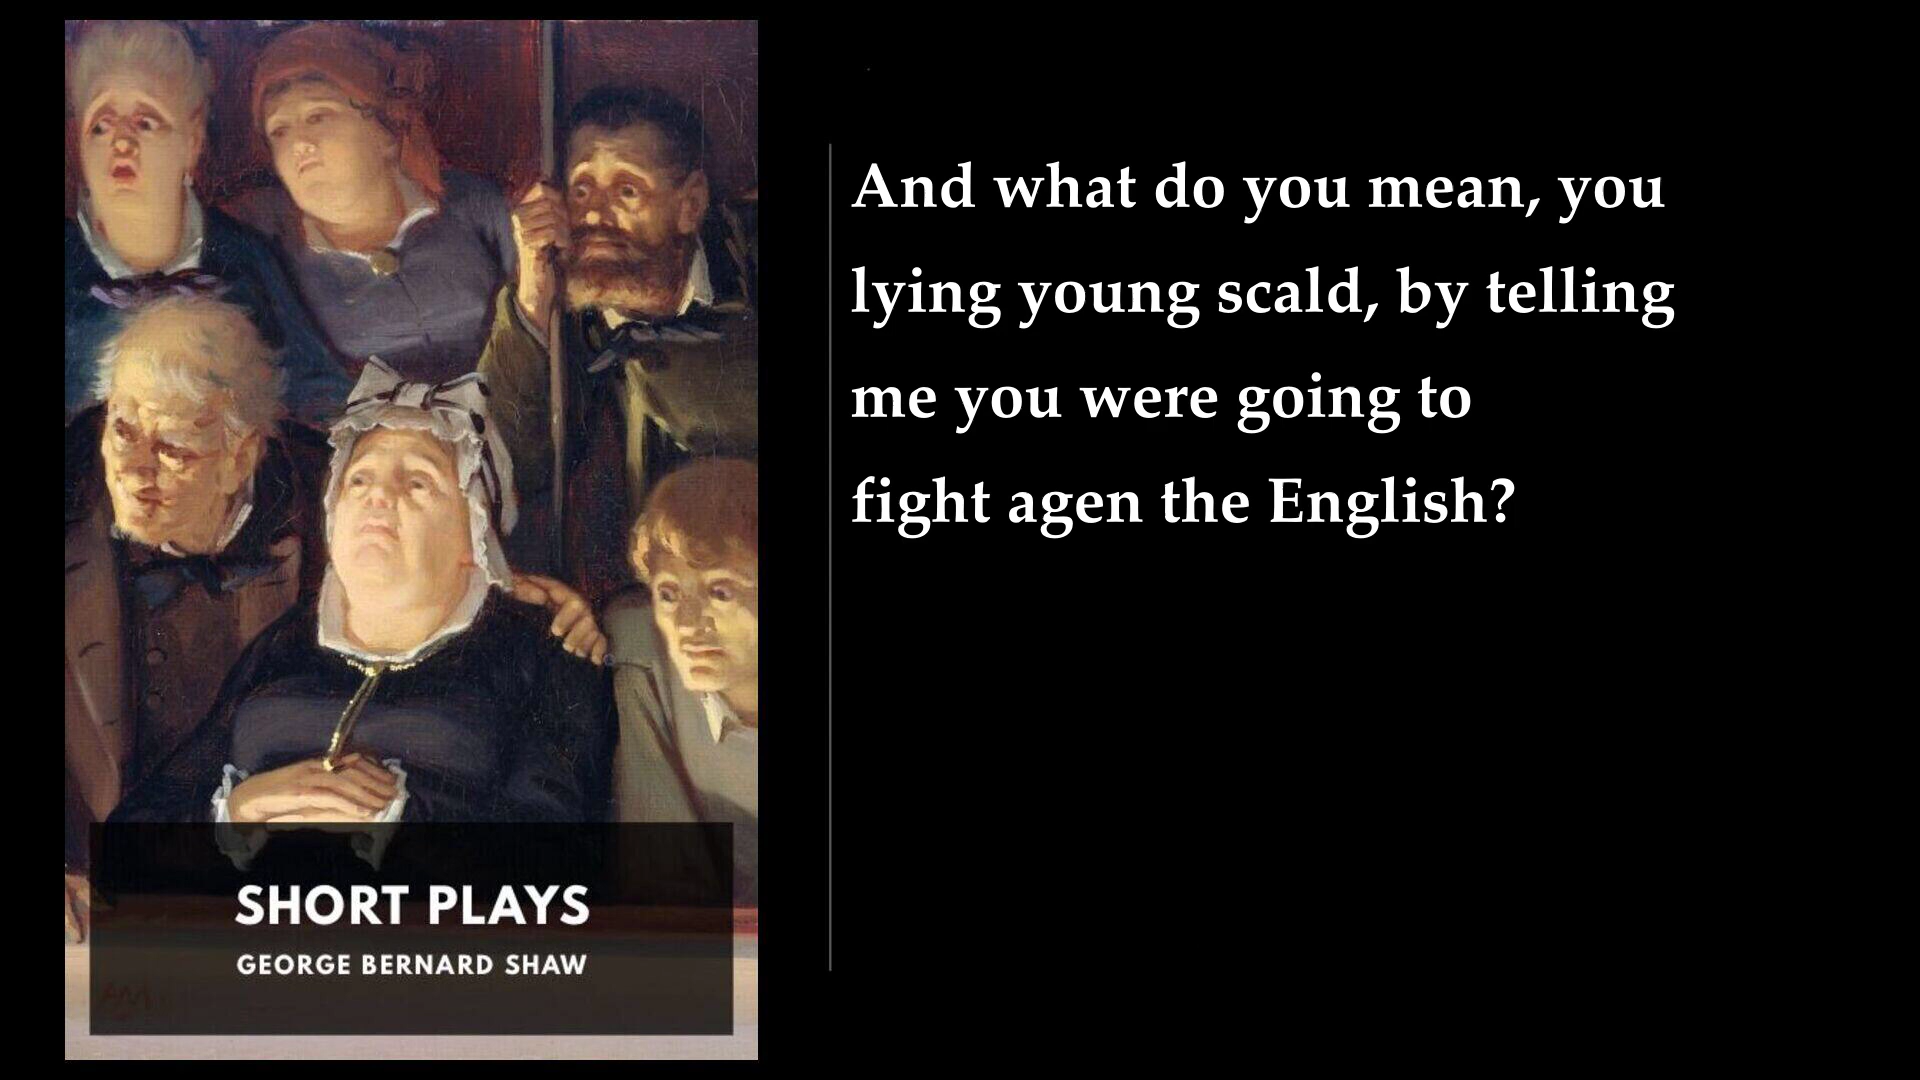 And what do you mean, you
lying young scald, by telling
me you were going to
fight agen the English?
SHORT PLAYS
GEORGE BERNARD SHAW